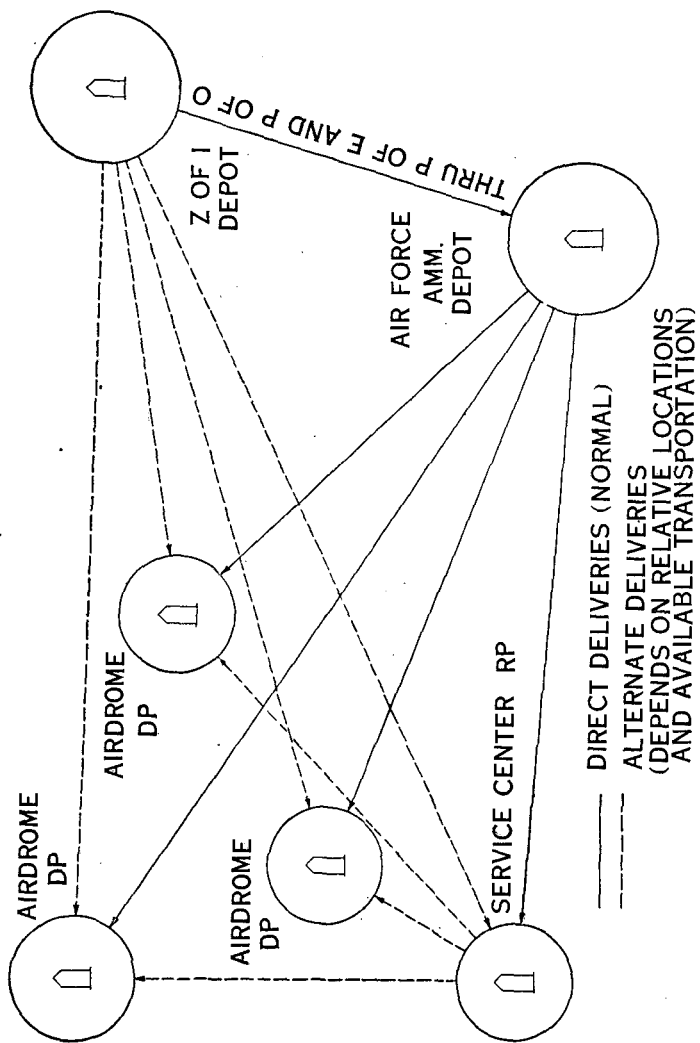 AIRDROME
DP
AIRDROME
DP
AIRDROME
DP
Z OF I
DEPOT
THRU P OF E AND P OF O
AIR FORCE
AMM.
DEPOT
SERVICE CENTER RP
DIRECT DELIVERIES (NORMAL)
ALTERNATE DELIVERIES
(DEPENDS ON RELATIVE LOCATIONS
AND AVAILABLE TRANSPORTATION)